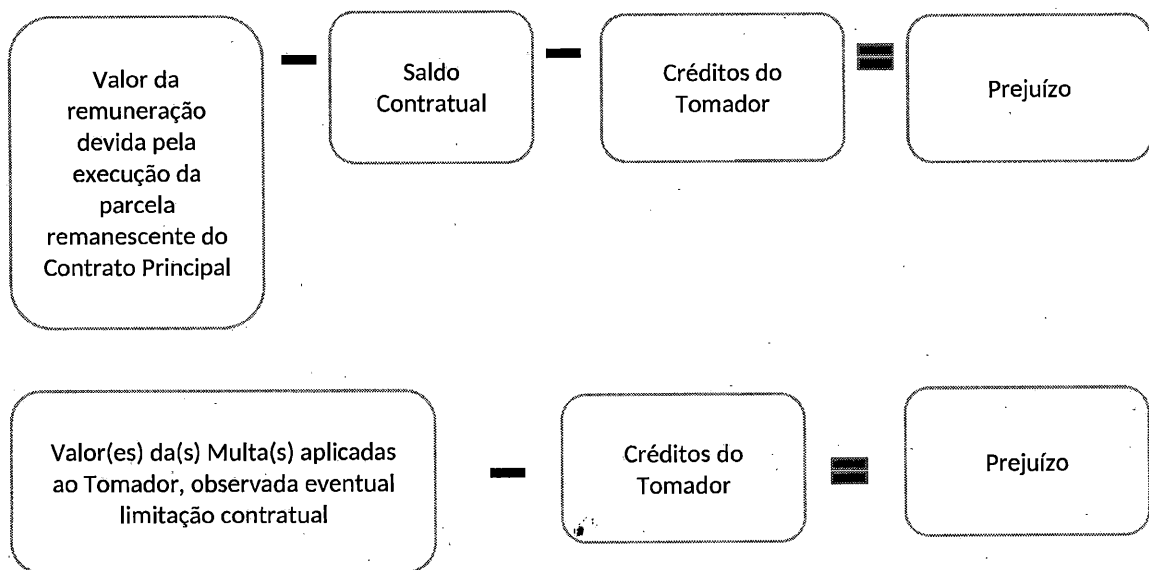 Valor da
remuneração
devida pela
execução da
parcela
remanescente do
Contrato Principal
Saldo
Contratual
Créditos do
Tomador
Prejuízo
Valor(es) da(s) Multa(s) aplicadas
ao Tomador, observada eventual
limitação contratual
Créditos do
Tomador
Prejuízo